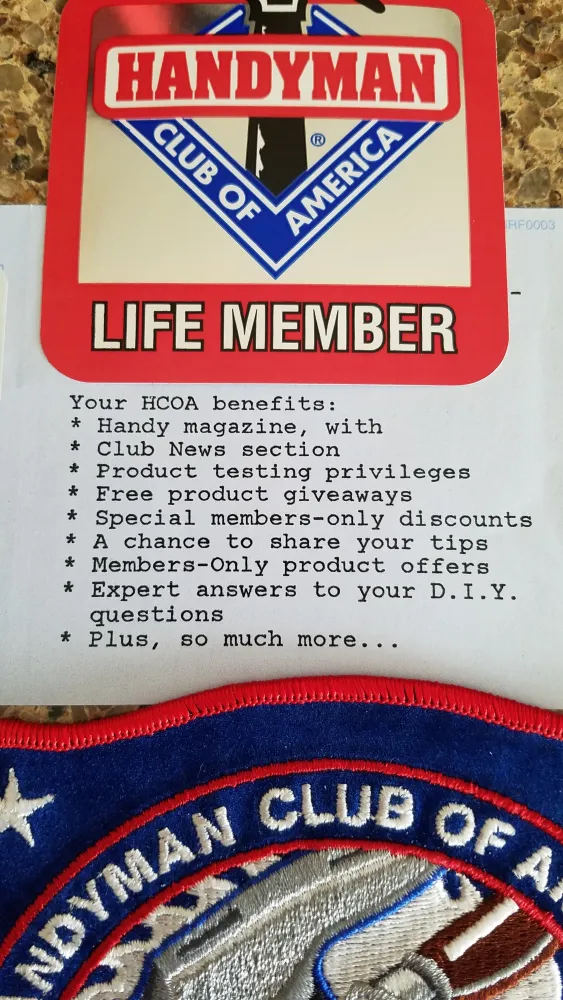 HANDYMAN
CLUB OF
AMERICA
®
LIFE MEMBER
Your HCOA benefits:
* Handy magazine, with
* Club News section
* Product testing privileges
* Free product giveaways
* Special members-only discounts
* A chance to share your tips
* Members-Only product offers
* Expert answers to your D.I.Y.
questions
* Plus, so much more...
NDYMAN CLUB OF A